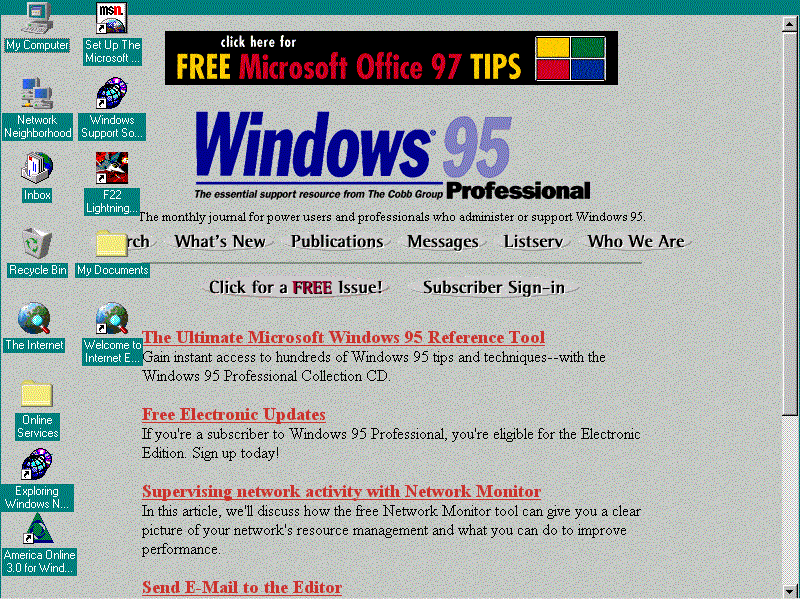 My Computer
Set Up The
Microsoft ...
Network
Neighborhood
Windows
Support So...
Inbox
F22
Lightning...
Recycle Bin
My Documents
The Internet
Welcome to
Internet E...
Online
Services
Exploring
Windows N...
America Online
3.0 for Wind...
click here for
FREE Microsoft Office 97 TIPS
Windows® 95
The essential support resource from The Cobb Group Professional
The monthly journal for power users and professionals who administer or support Windows 95.
rch What's New Publications Messages Listserv Who We Are
Click for a FREE Issue! Subscriber Sign-in
The Ultimate Microsoft Windows 95 Reference Tool
Gain instant access to hundreds of Windows 95 tips and techniques--with the
Windows 95 Professional Collection CD.
Free Electronic Updates
If you're a subscriber to Windows 95 Professional, you're eligible for the Electronic
Edition. Sign up today!
Supervising network activity with Network Monitor
In this article, we'll discuss how the free Network Monitor tool can give you a clear
picture of your network's resource management and what you can do to improve
performance.
Send E-Mail to the Editor
msn.